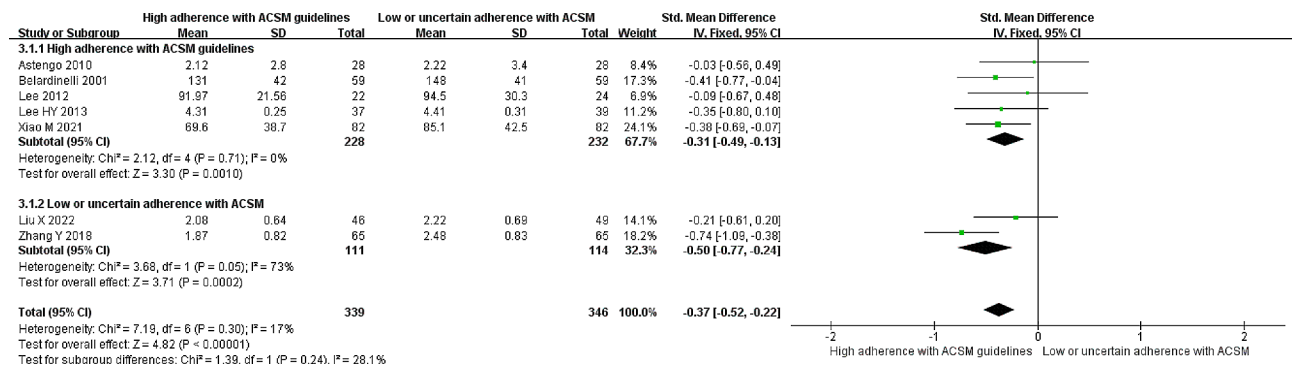 High adherence with ACSM guidelines Low or uncertain adherence with ACSM Std. Mean Difference Std. Mean Difference
Study or Subgroup Mean SD Total Mean SD Total Weight IV. Fixed, 95% CI IV. Fixed, 95% CI
3.1.1 High adherence with ACSM guidelines
Astengo 2010 2.12 2.8 28 2.22 3.4 28 8.4% -0.03 [-0.56, 0.49]
Belardinelli 2001 131 42 59 148 41 59 17.3% -0.41 [-0.77, -0.04]
Lee 2012 91.97 21.56 22 94.5 30.3 24 6.9% -0.09 [-0.67, 0.48]
Lee HY 2013 4.31 0.25 37 4.41 0.31 39 11.2% -0.35 [-0.80, 0.10]
Xiao M 2021 69.6 38.7 82 85.1 42.5 82 24.1% -0.38 [-0.69, -0.07]
Subtotal (95% CI) 228 232 67.7% -0.31 [-0.49, -0.13]
Heterogeneity: Chi² = 2.12, df = 4 (P = 0.71); I² = 0%
Test for overall effect: Z = 3.30 (P = 0.0010)
3.1.2 Low or uncertain adherence with ACSM
Liu X 2022 2.08 0.64 46 2.22 0.69 49 14.1% -0.21 [-0.61, 0.20]
Zhang Y 2018 1.87 0.82 65 2.48 0.83 65 18.2% -0.74 [-1.09, -0.38]
Subtotal (95% CI) 111 114 32.3% -0.50 [-0.77, -0.24]
Heterogeneity: Chi² = 3.68, df = 1 (P = 0.05); I² = 73%
Test for overall effect: Z = 3.71 (P = 0.0002)
Total (95% CI) 339 346 100.0% -0.37 [-0.52, -0.22]
Heterogeneity: Chi² = 7.19, df = 6 (P = 0.30); I² = 17%
Test for overall effect: Z = 4.82 (P < 0.00001)
Test for subgroup differences: Chi² = 1.39, df = 1 (P = 0.24), I² = 28.1%
-2 -1 0 1 2
High adherence with ACSM guidelines Low or uncertain adherence with ACSM